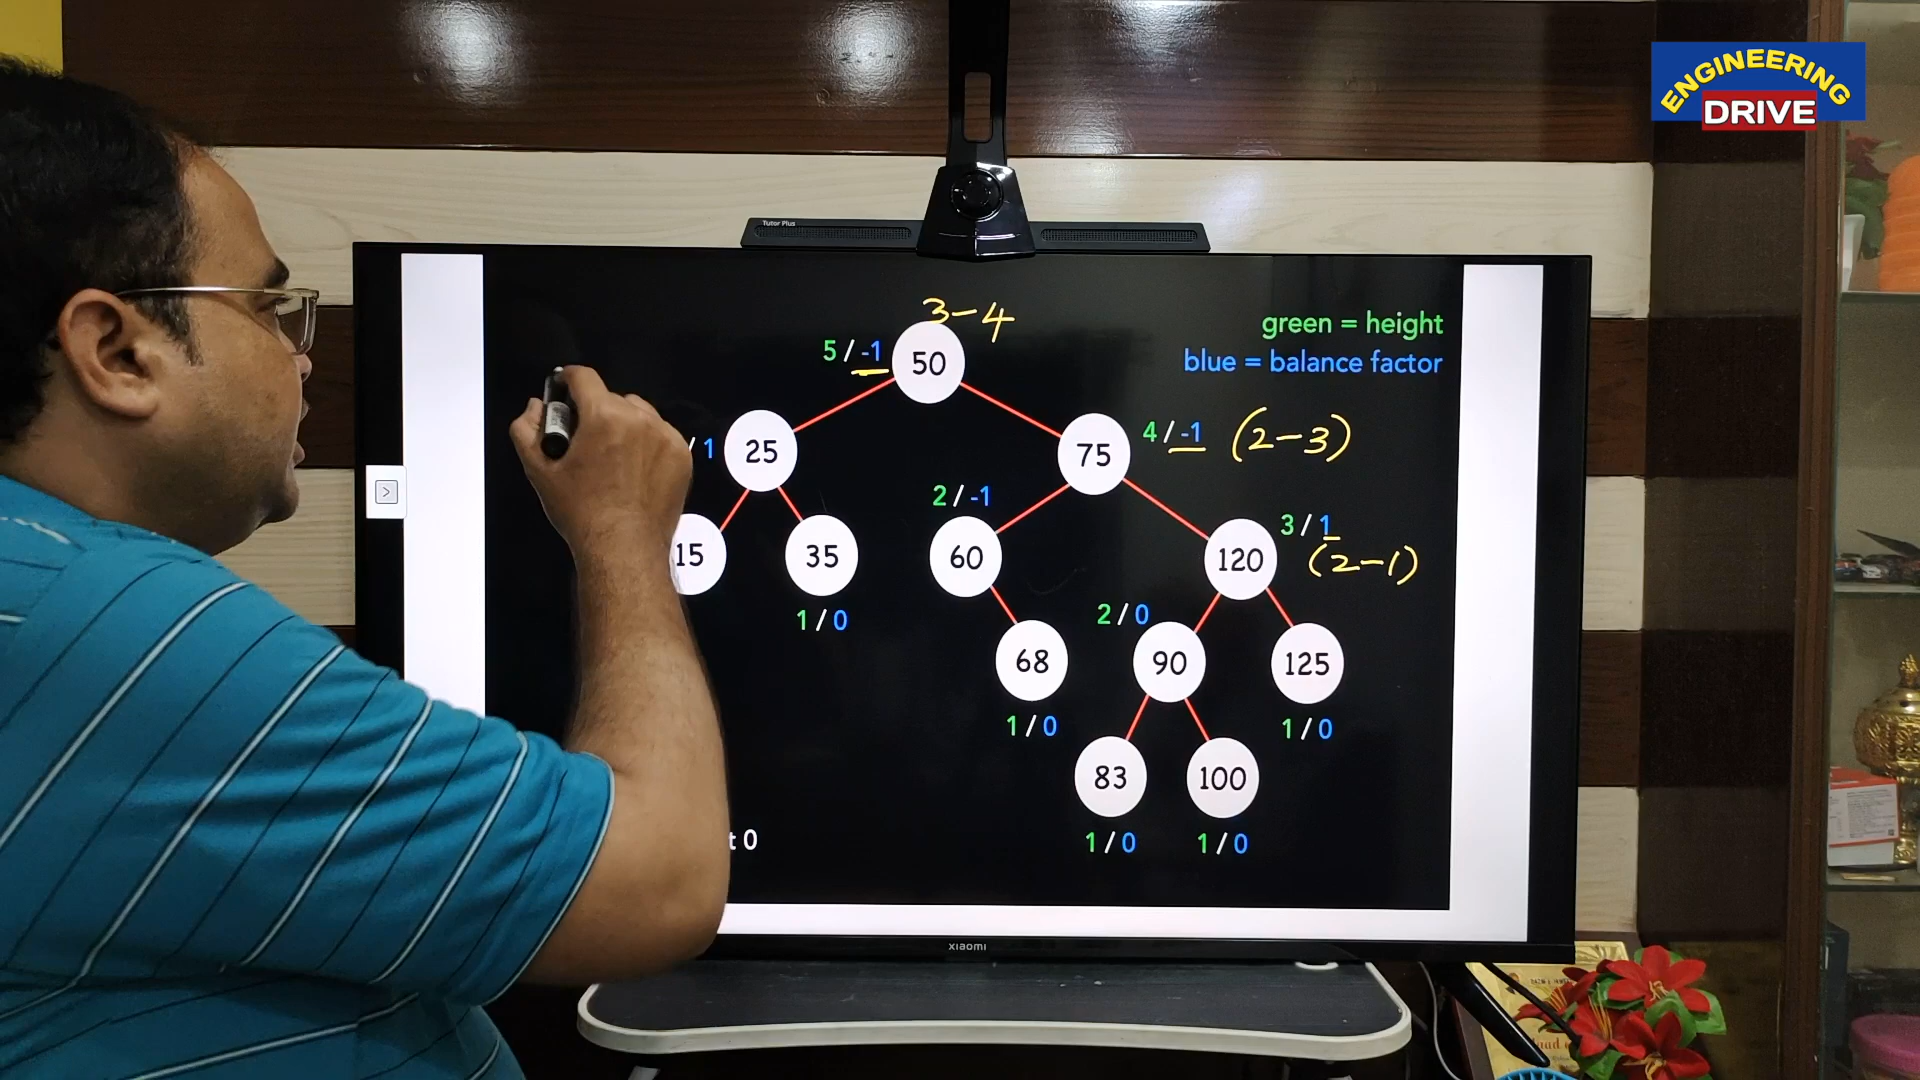 ENGINEERING
DRIVE
Tutor Plus
3-4
green = height
5 / -1
50
blue = balance factor
/ 1
25
75
4 / -1 (2-3)
2 / -1
15
35
60
120
3 / 1
(2-1)
1 / 0
2 / 0
68
90
125
1 / 0
1 / 0
83
100
t 0
1 / 0
1 / 0
xiaomi